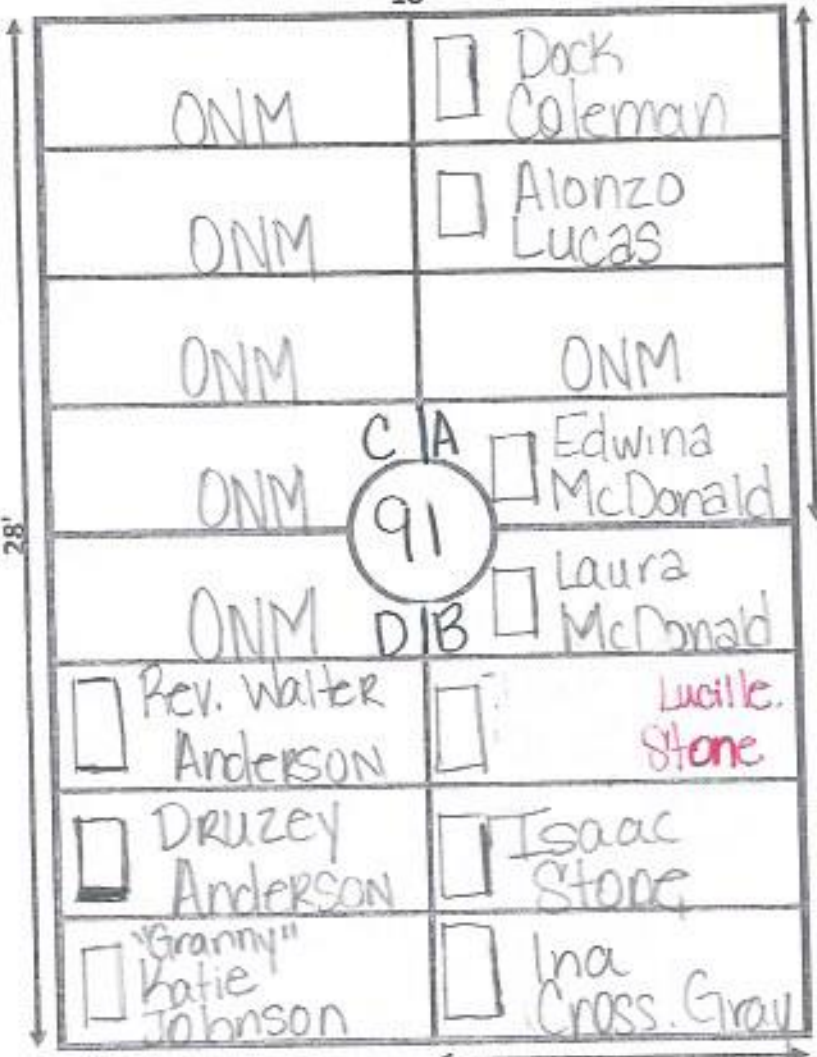 ONM
Dock
Coleman
ONM
Alonzo
Lucas
ONM
ONM
ONM
C A
Edwina
McDonald
91
28'
ONM
D B
Laura
McDonald
Rev. Walter
Anderson
Lucille.
Stone
DRUZEY
AnderSON
Isaac
Stone
"Granny"
Katie
Johnson
Ina
Cross. Gray